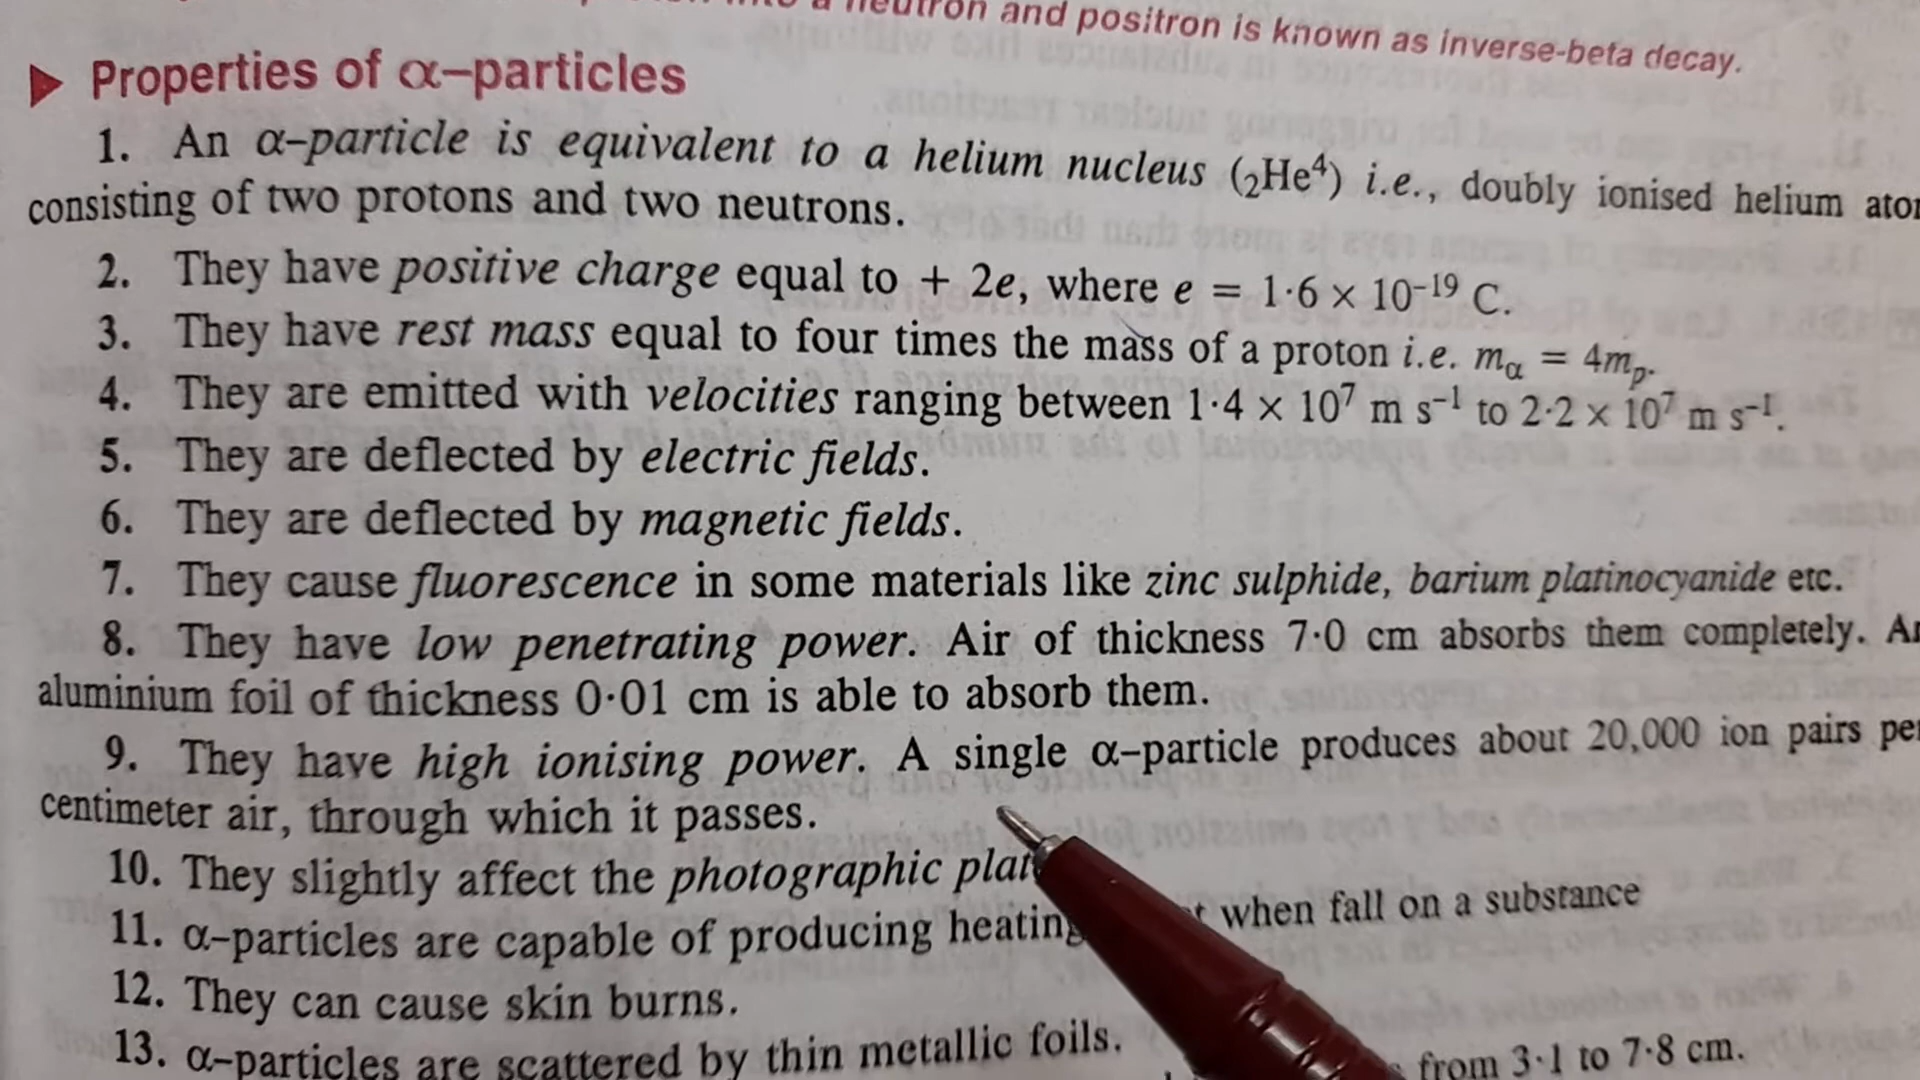 neutron and positron is known as inverse-beta decay.
▶ Properties of α–particles
1. An α–particle is equivalent to a helium nucleus (₂He⁴) i.e., doubly ionised helium
consisting of two protons and two neutrons.
2. They have positive charge equal to + 2e, where e = 1·6 × 10⁻¹⁹ C.
3. They have rest mass equal to four times the mass of a proton i.e. mα = 4mₚ.
4. They are emitted with velocities ranging between 1·4 × 10⁷ m s⁻¹ to 2·2 × 10⁷ m s⁻¹.
5. They are deflected by electric fields.
6. They are deflected by magnetic fields.
7. They cause fluorescence in some materials like zinc sulphide, barium platinocyanide etc.
8. They have low penetrating power. Air of thickness 7·0 cm absorbs them completely.
aluminium foil of thickness 0·01 cm is able to absorb them.
9. They have high ionising power. A single α–particle produces about 20,000 ion pairs
centimeter air, through which it passes.
10. They slightly affect the photographic
11. α–particles are capable of producing heating when fall on a substance
12. They can cause skin burns.
13. α–particles are scattered by thin metallic foils.
from 3·1 to 7·8 cm.